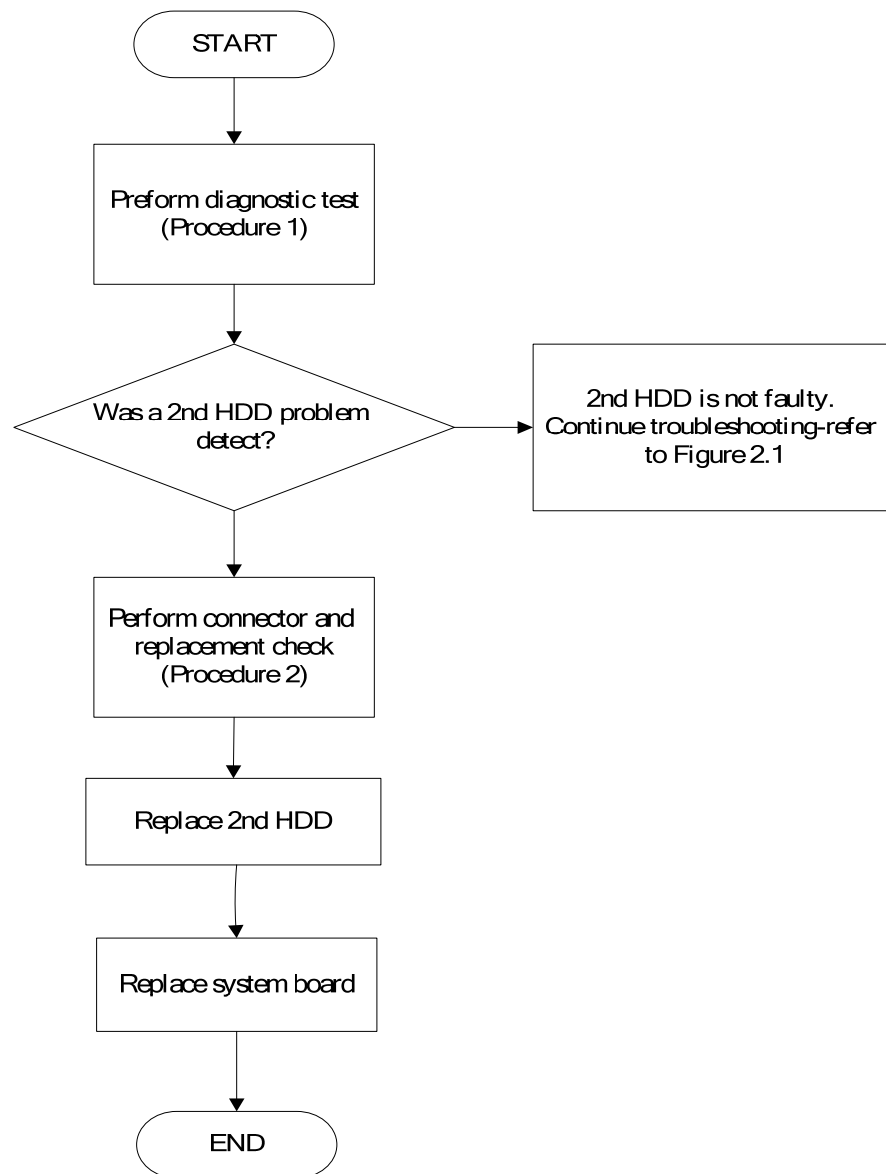 START
Preform diagnostic test
(Procedure 1)
Was a 2nd HDD problem
detect?
2nd HDD is not faulty.
Continue troubleshooting-refer
to Figure 2.1
Perform connector and
replacement check
(Procedure 2)
Replace 2nd HDD
Replace system board
END